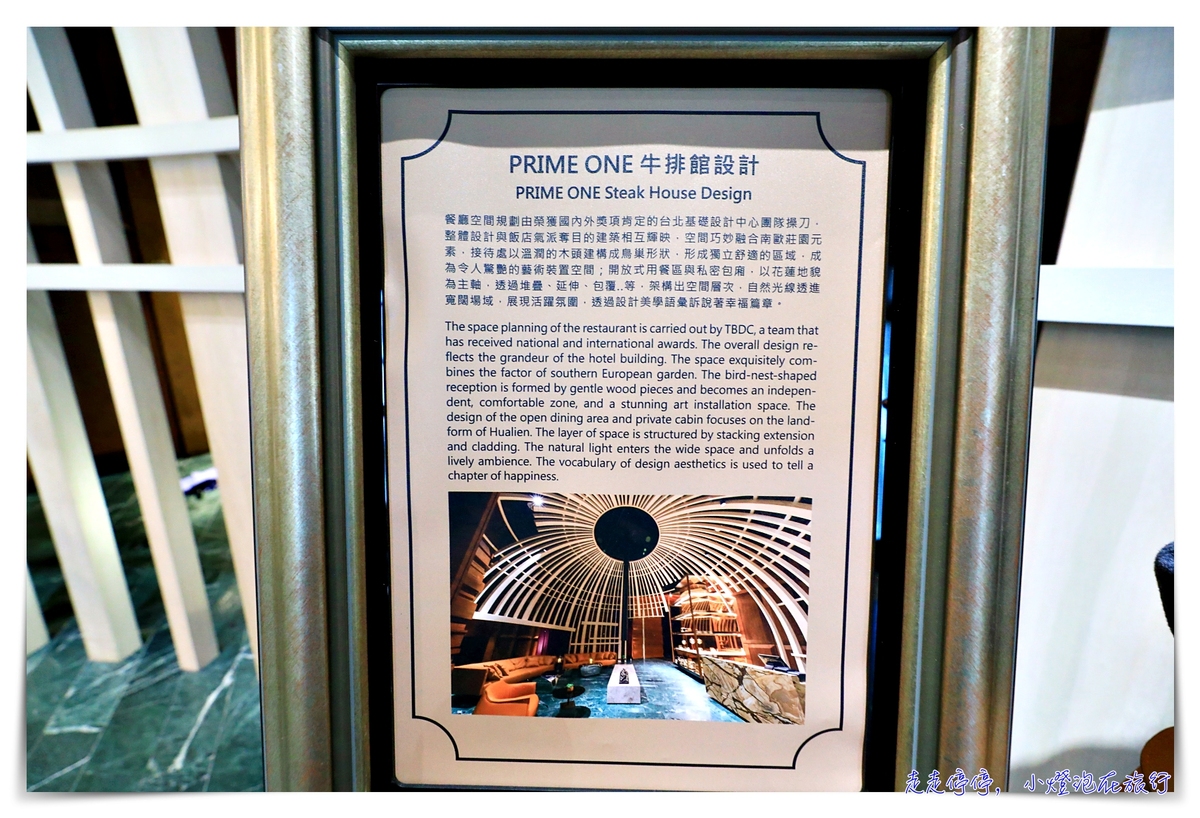 PRIME ONE 牛排館設計
PRIME ONE Steak House Design
餐廳空間規劃由榮獲國內外獎項肯定的台北基礎設計中心團隊操刀，
整體設計與飯店氣派奪目的建築相互輝映，空間巧妙融合南歐莊園元
素，接待處以溫潤的木頭建構成鳥巢形狀，形成獨立舒適的區域，成
為令人驚艷的藝術裝置空間；開放式用餐區與私密包廂，以花蓮地貌
為主軸，透過堆疊、延伸、包覆..等，架構出空間層次，自然光線透進
寬闊場域，展現活躍氛圍，透過設計美學語彙訴說著幸福篇章。
The space planning of the restaurant is carried out by TBDC, a team that
has received national and international awards. The overall design re-
flects the grandeur of the hotel building. The space exquisitely com-
bines the factor of southern European garden. The bird-nest-shaped
reception is formed by gentle wood pieces and becomes an indepen-
dent, comfortable zone, and a stunning art installation space. The
design of the open dining area and private cabin focuses on the land-
form of Hualien. The layer of space is structured by stacking extension
and cladding. The natural light enters the wide space and unfolds a
lively ambience. The vocabulary of design aesthetics is used to tell a
chapter of happiness.
走走停停，小燈泡在旅行